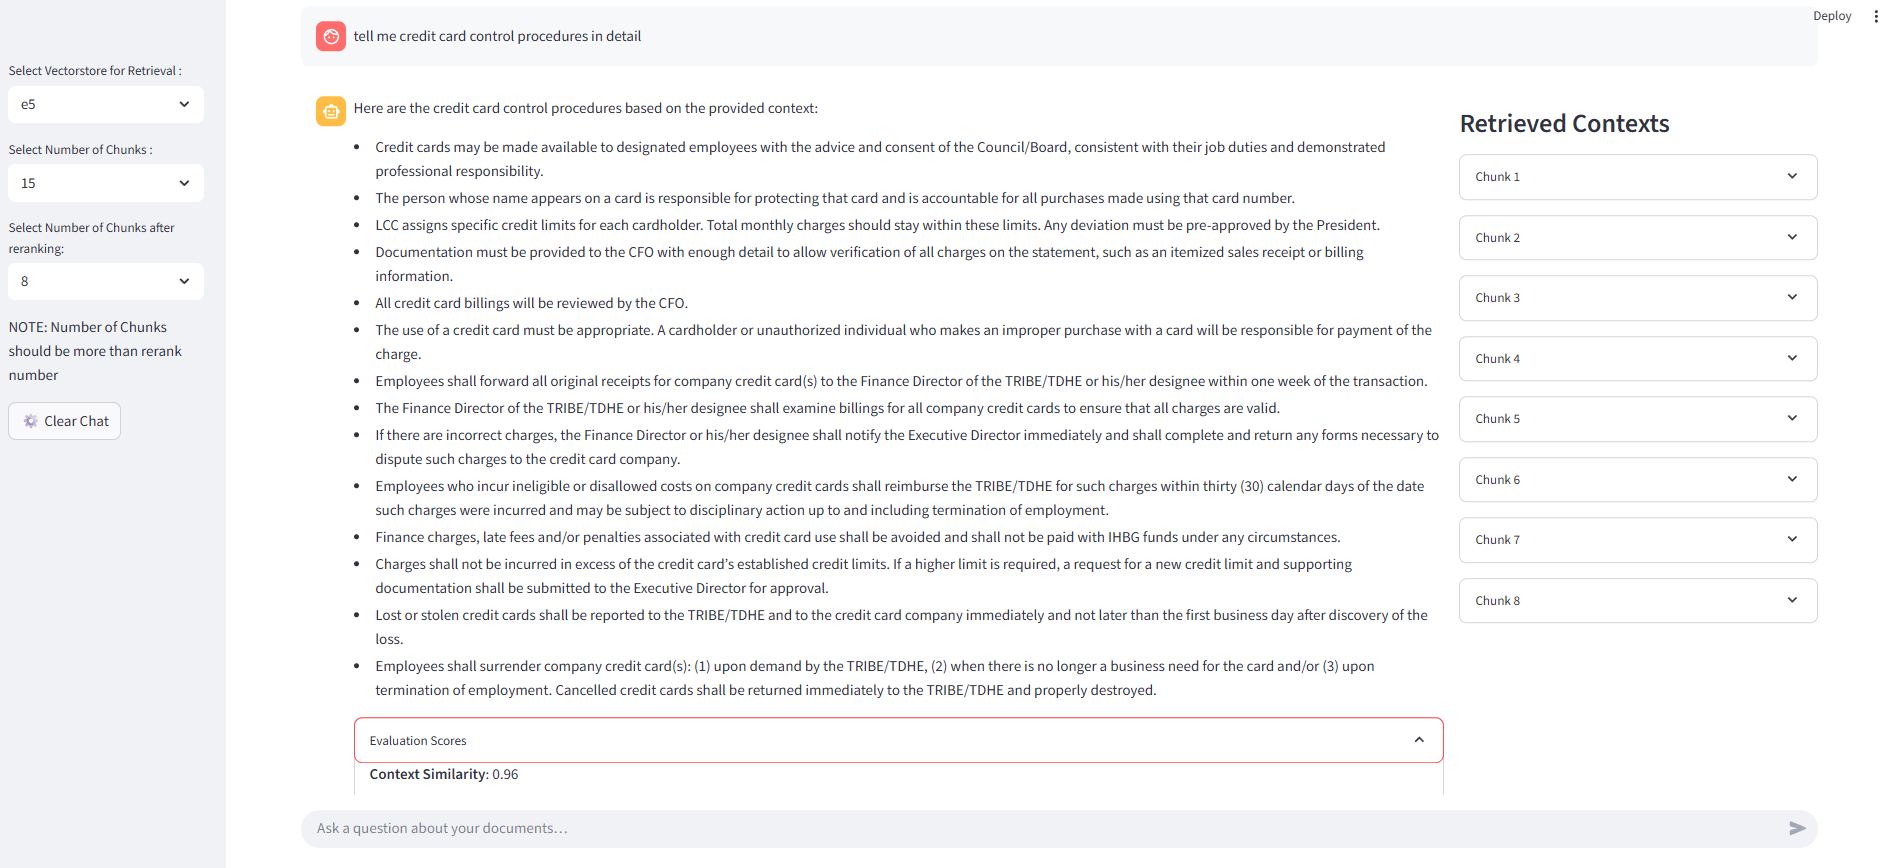 Deploy
Select Vectorstore for Retrieval :
e5
Select Number of Chunks :
15
Select Number of Chunks after
reranking:
8
NOTE: Number of Chunks
should be more than rerank
number
Clear Chat
tell me credit card control procedures in detail
Here are the credit card control procedures based on the provided context:
• Credit cards may be made available to designated employees with the advice and consent of the Council/Board, consistent with their job duties and demonstrated
professional responsibility.
• The person whose name appears on a card is responsible for protecting that card and is accountable for all purchases made using that card number.
• LCC assigns specific credit limits for each cardholder. Total monthly charges should stay within these limits. Any deviation must be pre-approved by the President.
• Documentation must be provided to the CFO with enough detail to allow verification of all charges on the statement, such as an itemized sales receipt or billing
information.
• All credit card billings will be reviewed by the CFO.
• The use of a credit card must be appropriate. A cardholder or unauthorized individual who makes an improper purchase with a card will be responsible for payment of the
charge.
• Employees shall forward all original receipts for company credit card(s) to the Finance Director of the TRIBE/TDHE or his/her designee within one week of the transaction.
• The Finance Director of the TRIBE/TDHE or his/her designee shall examine billings for all company credit cards to ensure that all charges are valid.
• If there are incorrect charges, the Finance Director or his/her designee shall notify the Executive Director immediately and shall complete and return any forms necessary to
dispute such charges to the credit card company.
• Employees who incur ineligible or disallowed costs on company credit cards shall reimburse the TRIBE/TDHE for such charges within thirty (30) calendar days of the date
such charges were incurred and may be subject to disciplinary action up to and including termination of employment.
• Finance charges, late fees and/or penalties associated with credit card use shall be avoided and shall not be paid with IHBG funds under any circumstances.
• Charges shall not be incurred in excess of the credit card’s established credit limits. If a higher limit is required, a request for a new credit limit and supporting
documentation shall be submitted to the Executive Director for approval.
• Lost or stolen credit cards shall be reported to the TRIBE/TDHE and to the credit card company immediately and not later than the first business day after discovery of the
loss.
• Employees shall surrender company credit card(s): (1) upon demand by the TRIBE/TDHE, (2) when there is no longer a business need for the card and/or (3) upon
termination of employment. Cancelled credit cards shall be returned immediately to the TRIBE/TDHE and properly destroyed.
Evaluation Scores
Context Similarity: 0.96
Retrieved Contexts
Chunk 1
Chunk 2
Chunk 3
Chunk 4
Chunk 5
Chunk 6
Chunk 7
Chunk 8
Ask a question about your documents…